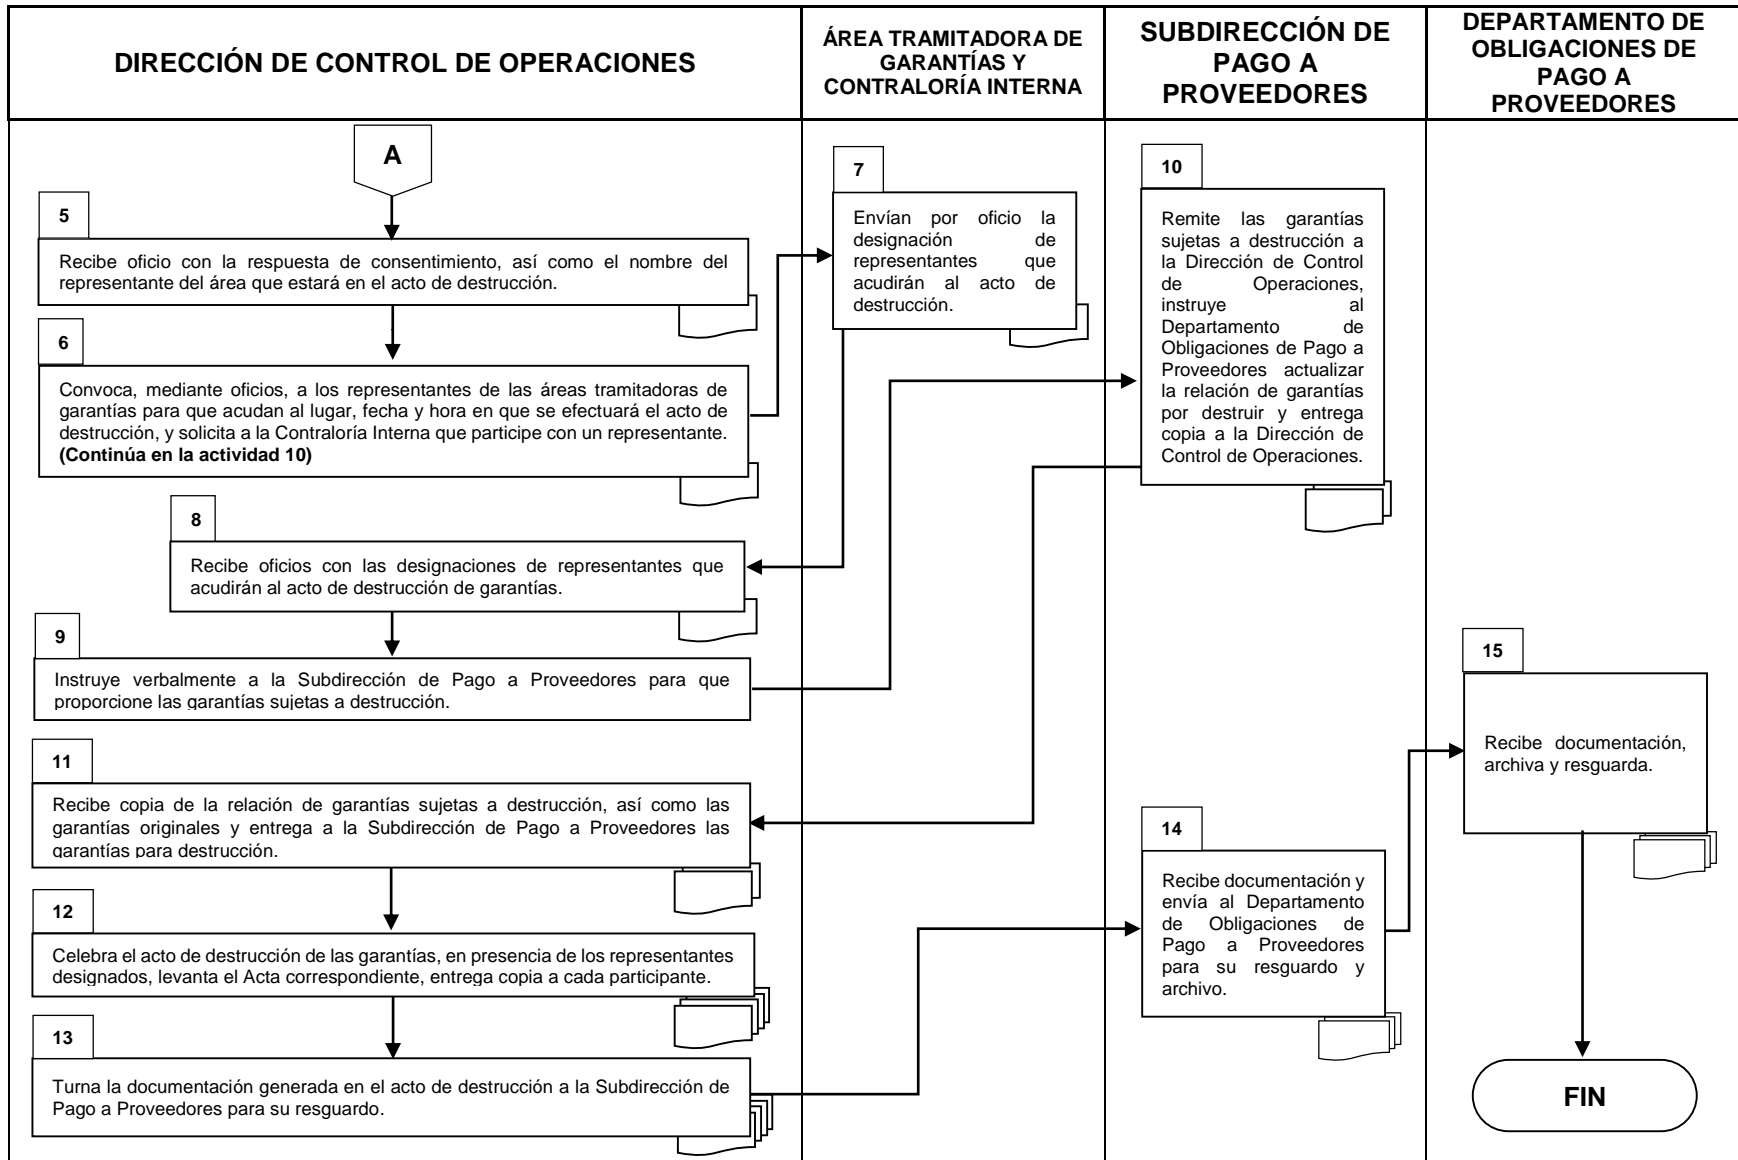 DIRECCIÓN DE CONTROL DE OPERACIONES
ÁREA TRAMITADORA DE
GARANTÍAS Y
CONTRALORÍA INTERNA
SUBDIRECCIÓN DE
PAGO A
PROVEEDORES
DEPARTAMENTO DE
OBLIGACIONES DE
PAGO A
PROVEEDORES
A
5
Recibe oficio con la respuesta de consentimiento, así como el nombre del
representante del área que estará en el acto de destrucción.
6
Convoca, mediante oficios, a los representantes de las áreas tramitadoras de
garantías para que acudan al lugar, fecha y hora en que se efectuará el acto de
destrucción, y solicita a la Contraloría Interna que participe con un representante.
(Continúa en la actividad 10)
7
Envían por oficio la
designación de
representantes que
acudirán al acto de
destrucción.
8
Recibe oficios con las designaciones de representantes que
acudirán al acto de destrucción de garantías.
9
Instruye verbalmente a la Subdirección de Pago a Proveedores para que
proporcione las garantías sujetas a destrucción.
10
Remite las garantías
sujetas a destrucción a
la Dirección de Control
de Operaciones,
instruye al
Departamento de
Obligaciones de Pago a
Proveedores actualizar
la relación de garantías
por destruir y entrega
copia a la Dirección de
Control de Operaciones.
11
Recibe copia de la relación de garantías sujetas a destrucción, así como las
garantías originales y entrega a la Subdirección de Pago a Proveedores las
garantías para destrucción.
12
Celebra el acto de destrucción de las garantías, en presencia de los representantes
designados, levanta el Acta correspondiente, entrega copia a cada participante.
13
Turna la documentación generada en el acto de destrucción a la Subdirección de
Pago a Proveedores para su resguardo.
14
Recibe documentación y
envía al Departamento
de Obligaciones de
Pago a Proveedores
para su resguardo y
archivo.
15
Recibe documentación,
archiva y resguarda.
FIN